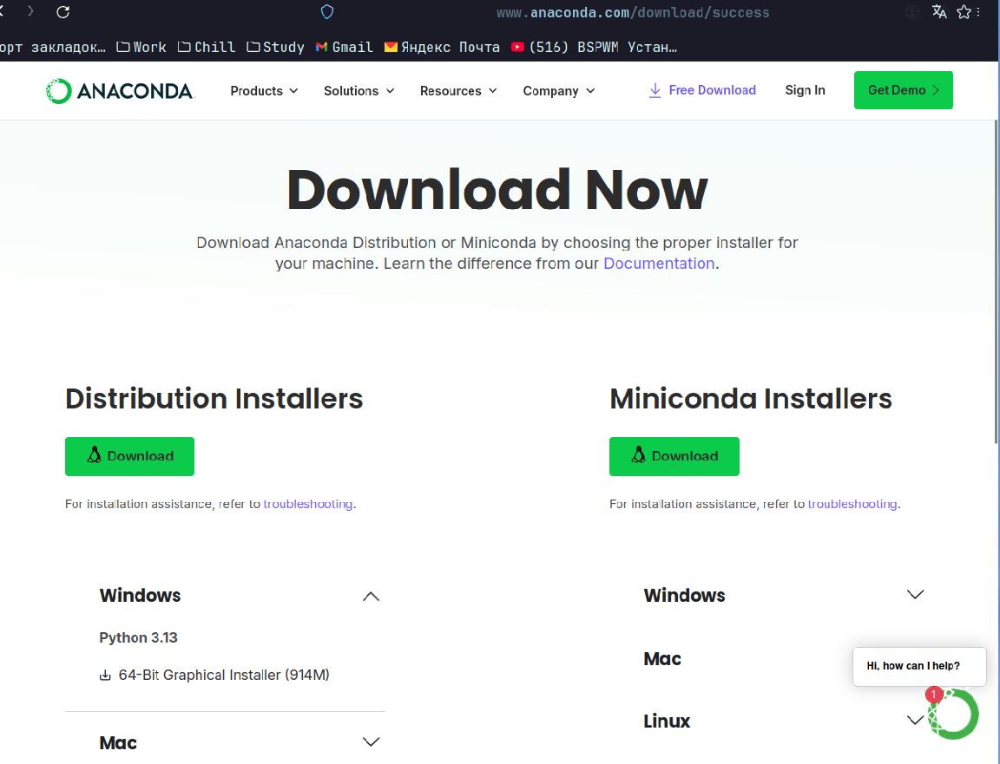 www.anaconda.com/download/success
орт закладок… Work Chill Study Gmail Яндекс Почта (516) BSPWM Устан…
ANACONDA. Products Solutions Resources Company Free Download Sign In Get Demo
Download Now
Download Anaconda Distribution or Miniconda by choosing the proper installer for
your machine. Learn the difference from our Documentation.
Distribution Installers
Download
For installation assistance, refer to troubleshooting.
Windows
Python 3.13
64-Bit Graphical Installer (914M)
Mac
Miniconda Installers
Download
For installation assistance, refer to troubleshooting.
Windows
Mac
Linux
Hi, how can I help?
1